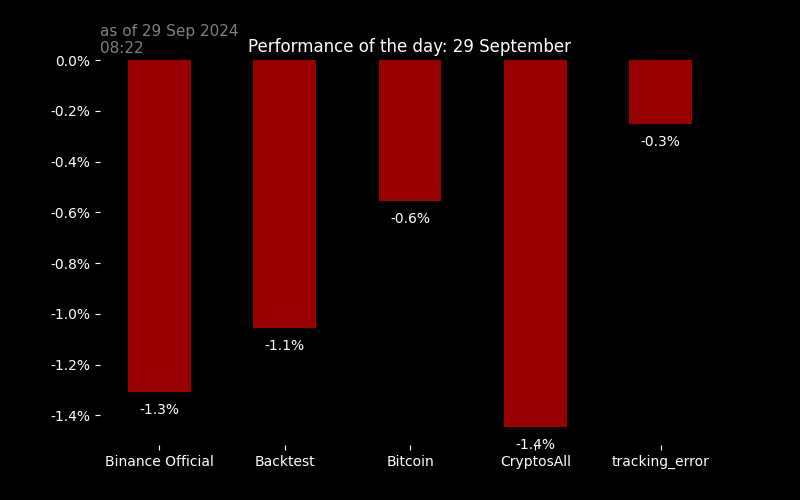 as of 29 Sep 2024
08:22
Performance of the day: 29 September
0.0%
-0.2%
-0.4%
-0.6%
-0.8%
-1.0%
-1.2%
-1.4%
-1.3%
-1.1%
-0.6%
-1.4%
-0.3%
Binance Official
Backtest
Bitcoin
CryptosAll
tracking_error